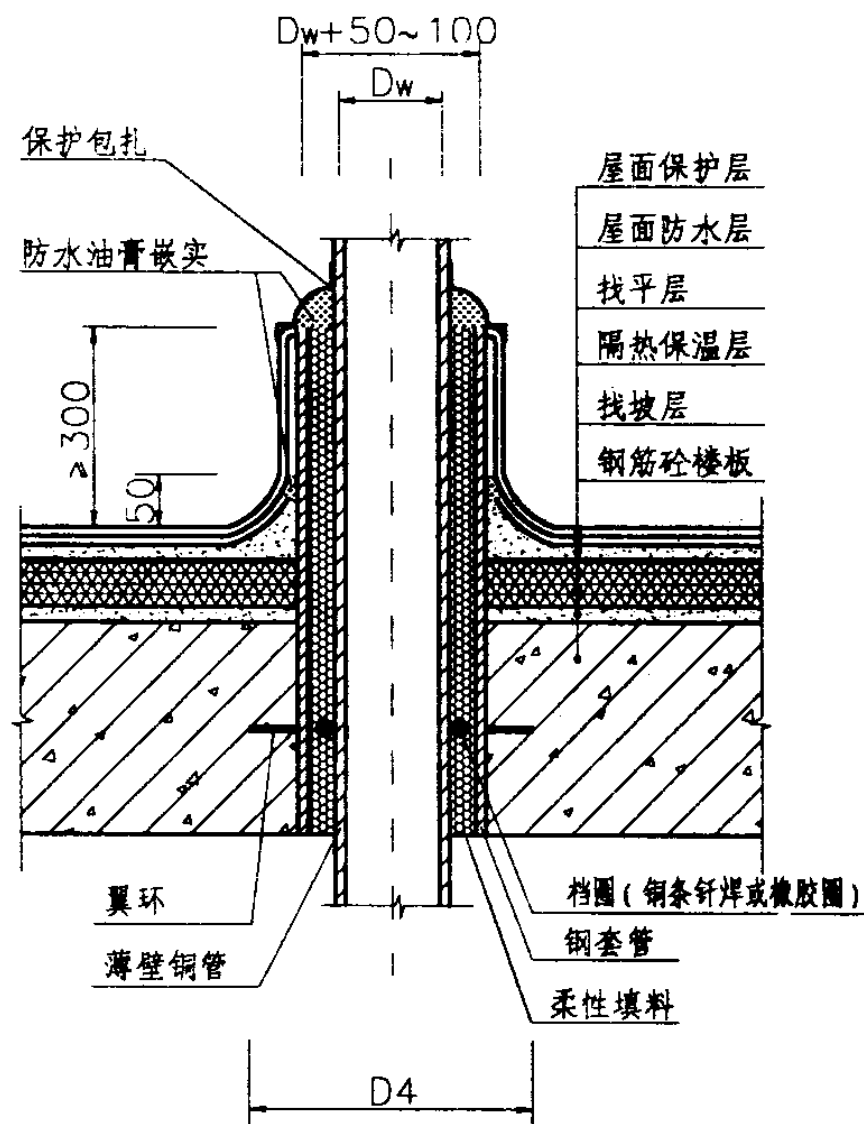 Dw+50~100
Dw
保护包扎
防水油膏嵌实
屋面保护层
屋面防水层
找平层
隔热保温层
找坡层
钢筋砼楼板
≥300
50
翼环
薄壁铜管
档圈(铜条钎焊或橡胶圈)
钢套管
柔性填料
D4